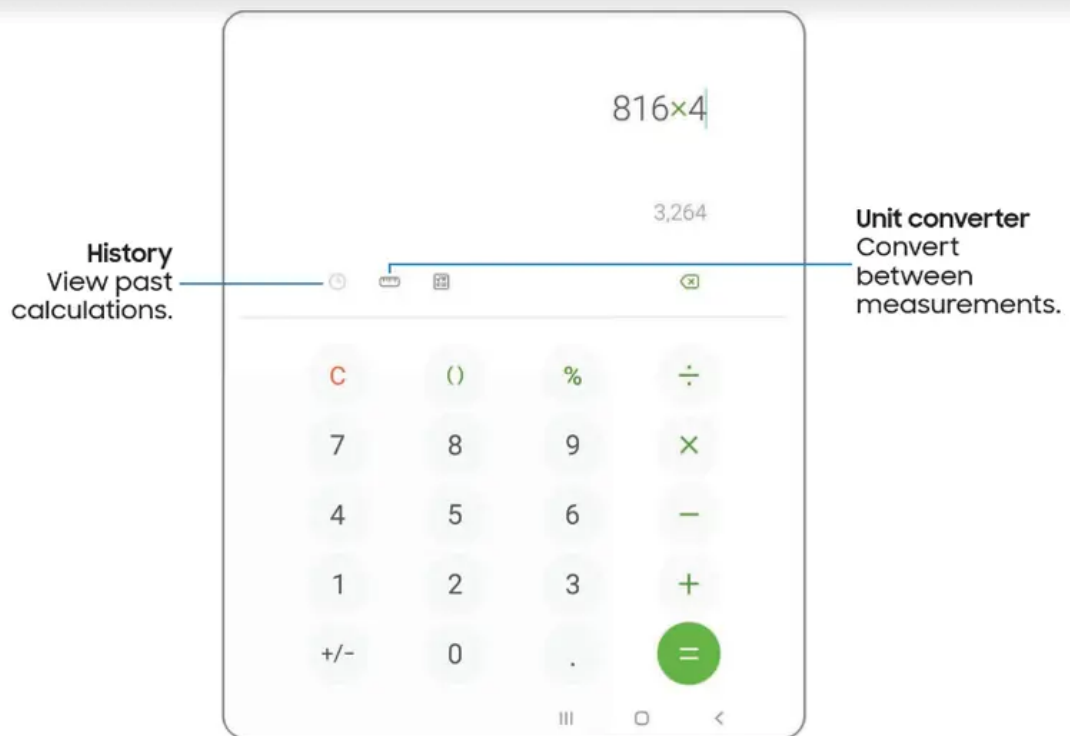 816×4
3,264
History
View past
calculations.
Unit converter
Convert
between
measurements.
C () % ÷
7 8 9 ×
4 5 6 −
1 2 3 +
+/− 0 . =